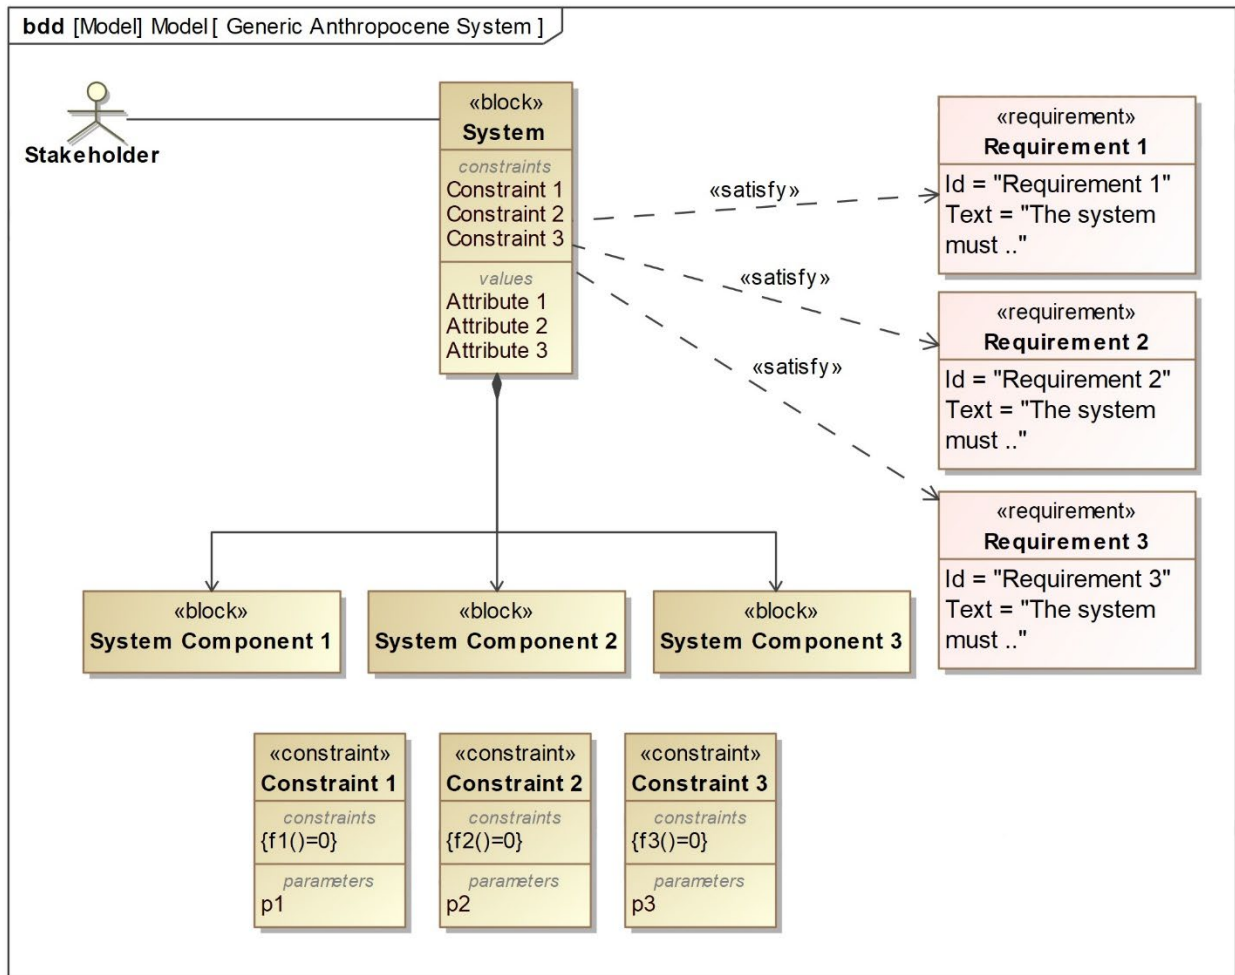 bdd [Model] Model [ Generic Anthropocene System ]
Stakeholder
«block»
System
constraints
Constraint 1
Constraint 2
Constraint 3
values
Attribute 1
Attribute 2
Attribute 3
«satisfy»
«satisfy»
«satisfy»
«requirement»
Requirement 1
Id = "Requirement 1"
Text = "The system
must .."
«requirement»
Requirement 2
Id = "Requirement 2"
Text = "The system
must .."
«requirement»
Requirement 3
Id = "Requirement 3"
Text = "The system
must .."
«block»
System Component 1
«block»
System Component 2
«block»
System Component 3
«constraint»
Constraint 1
constraints
{f1()=0}
parameters
p1
«constraint»
Constraint 2
constraints
{f2()=0}
parameters
p2
«constraint»
Constraint 3
constraints
{f3()=0}
parameters
p3